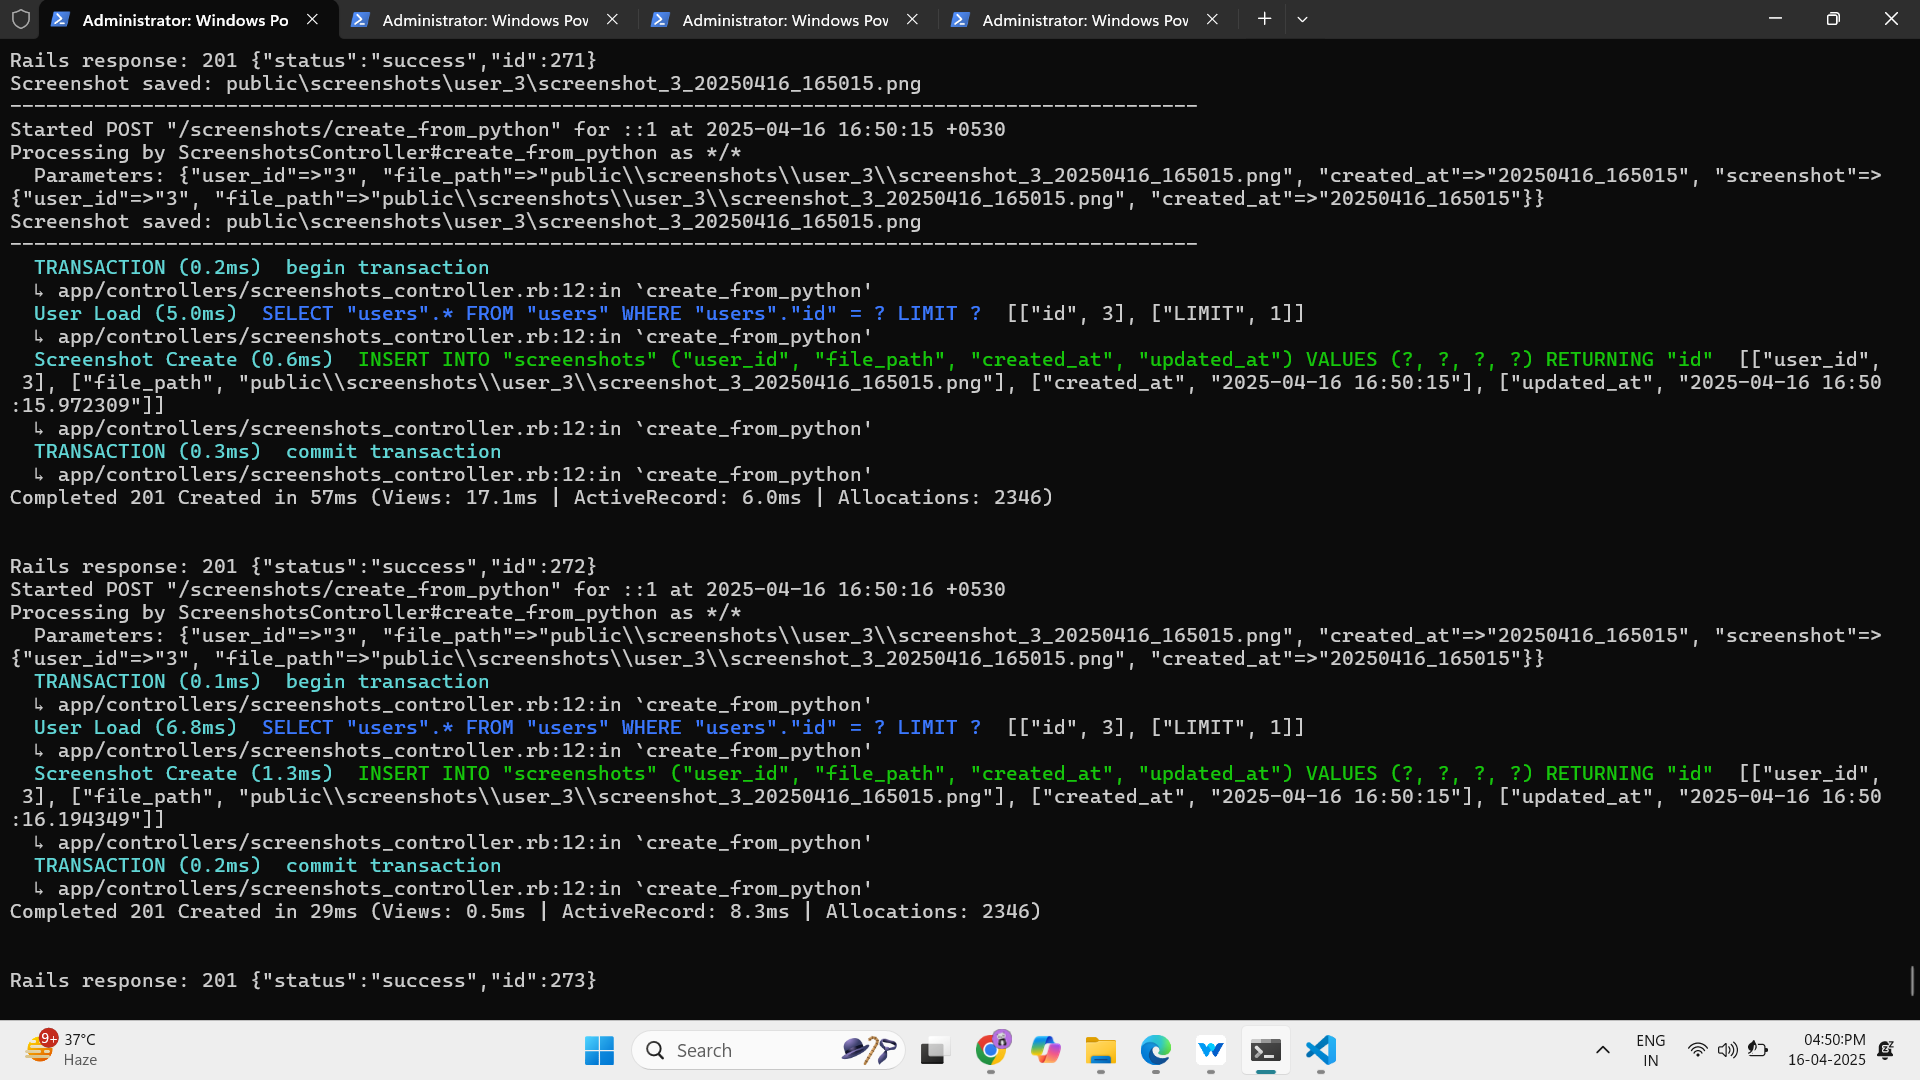 Administrator: Windows Po
Administrator: Windows Pow
Administrator: Windows Pow
Administrator: Windows Pow
Rails response: 201 {"status":"success","id":271}
Screenshot saved: public\screenshots\user_3\screenshot_3_20250416_165015.png
---------------------------------------------------------------------------------------------------
Started POST "/screenshots/create_from_python" for ::1 at 2025-04-16 16:50:15 +0530
Processing by ScreenshotsController#create_from_python as */*
  Parameters: {"user_id"=>"3", "file_path"=>"public\\screenshots\\user_3\\screenshot_3_20250416_165015.png", "created_at"=>"20250416_165015", "screenshot"=>
{"user_id"=>"3", "file_path"=>"public\\screenshots\\user_3\\screenshot_3_20250416_165015.png", "created_at"=>"20250416_165015"}}
Screenshot saved: public\screenshots\user_3\screenshot_3_20250416_165015.png
---------------------------------------------------------------------------------------------------
  TRANSACTION (0.2ms)  begin transaction
  ↳ app/controllers/screenshots_controller.rb:12:in `create_from_python'
  User Load (5.0ms)  SELECT "users".* FROM "users" WHERE "users"."id" = ? LIMIT ?  [["id", 3], ["LIMIT", 1]]
  ↳ app/controllers/screenshots_controller.rb:12:in `create_from_python'
  Screenshot Create (0.6ms)  INSERT INTO "screenshots" ("user_id", "file_path", "created_at", "updated_at") VALUES (?, ?, ?, ?) RETURNING "id"  [["user_id",
 3], ["file_path", "public\\screenshots\\user_3\\screenshot_3_20250416_165015.png"], ["created_at", "2025-04-16 16:50:15"], ["updated_at", "2025-04-16 16:50
:15.972309"]]
  ↳ app/controllers/screenshots_controller.rb:12:in `create_from_python'
  TRANSACTION (0.3ms)  commit transaction
  ↳ app/controllers/screenshots_controller.rb:12:in `create_from_python'
Completed 201 Created in 57ms (Views: 17.1ms | ActiveRecord: 6.0ms | Allocations: 2346)
Rails response: 201 {"status":"success","id":272}
Started POST "/screenshots/create_from_python" for ::1 at 2025-04-16 16:50:16 +0530
Processing by ScreenshotsController#create_from_python as */*
  Parameters: {"user_id"=>"3", "file_path"=>"public\\screenshots\\user_3\\screenshot_3_20250416_165015.png", "created_at"=>"20250416_165015", "screenshot"=>
{"user_id"=>"3", "file_path"=>"public\\screenshots\\user_3\\screenshot_3_20250416_165015.png", "created_at"=>"20250416_165015"}}
  TRANSACTION (0.1ms)  begin transaction
  ↳ app/controllers/screenshots_controller.rb:12:in `create_from_python'
  User Load (6.8ms)  SELECT "users".* FROM "users" WHERE "users"."id" = ? LIMIT ?  [["id", 3], ["LIMIT", 1]]
  ↳ app/controllers/screenshots_controller.rb:12:in `create_from_python'
  Screenshot Create (1.3ms)  INSERT INTO "screenshots" ("user_id", "file_path", "created_at", "updated_at") VALUES (?, ?, ?, ?) RETURNING "id"  [["user_id",
 3], ["file_path", "public\\screenshots\\user_3\\screenshot_3_20250416_165015.png"], ["created_at", "2025-04-16 16:50:15"], ["updated_at", "2025-04-16 16:50
:16.194349"]]
  ↳ app/controllers/screenshots_controller.rb:12:in `create_from_python'
  TRANSACTION (0.2ms)  commit transaction
  ↳ app/controllers/screenshots_controller.rb:12:in `create_from_python'
Completed 201 Created in 29ms (Views: 0.5ms | ActiveRecord: 8.3ms | Allocations: 2346)
Rails response: 201 {"status":"success","id":273}
9+
37°C
Haze
Search
ENG
IN
04:50:PM
16-04-2025